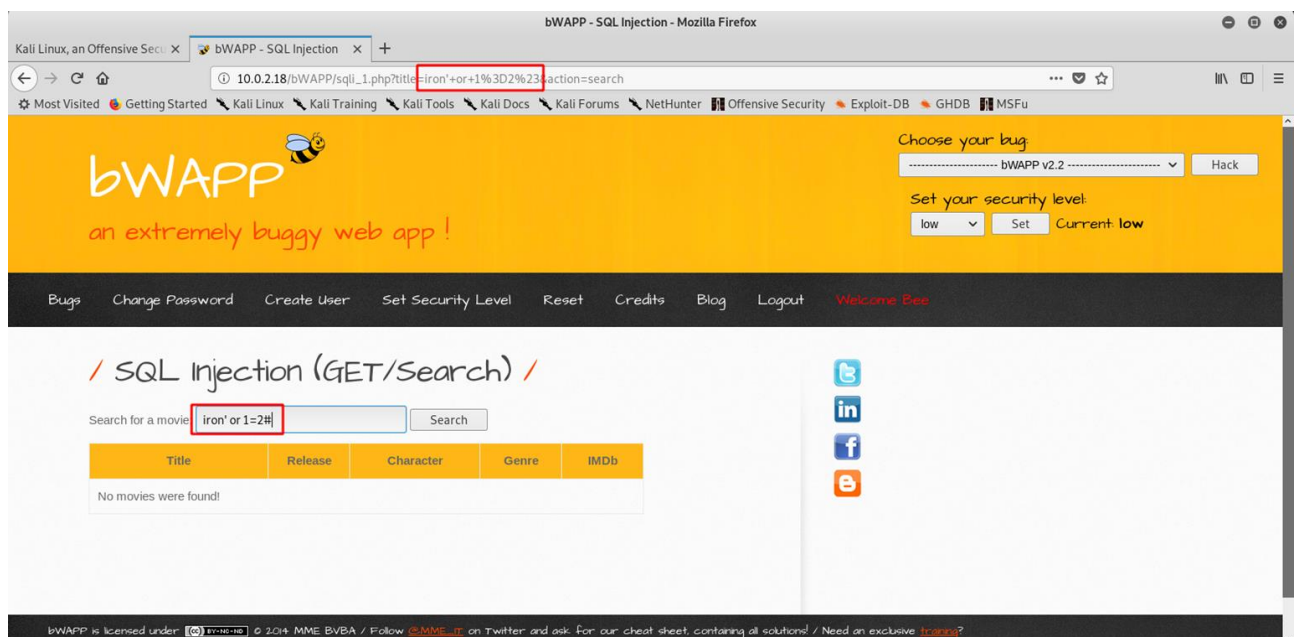 bWAPP - SQL Injection - Mozilla Firefox
Kali Linux, an Offensive Secu
bWAPP - SQL Injection
10.0.2.18/bWAPP/sqli_1.php?title=iron'+or+1%3D2%23&action=search
Most Visited Getting Started Kali Linux Kali Training Kali Tools Kali Docs Kali Forums NetHunter Offensive Security Exploit-DB GHDB MSFu
bWAPP
an extremely buggy web app !
Choose your bug:
---------------------- bWAPP v2.2 ----------------------- Hack
Set your security level:
low Set Current: low
Bugs Change Password Create User Set Security Level Reset Credits Blog Logout Welcome Bee
/ SQL Injection (GET/Search) /
Search for a movie: iron' or 1=2# Search
Title Release Character Genre IMDb
No movies were found!
bWAPP is licensed under (cc) BY-NC-ND © 2014 MME BVBA / Follow @MME_IT on Twitter and ask for our cheat sheet, containing all solutions! / Need an exclusive training?